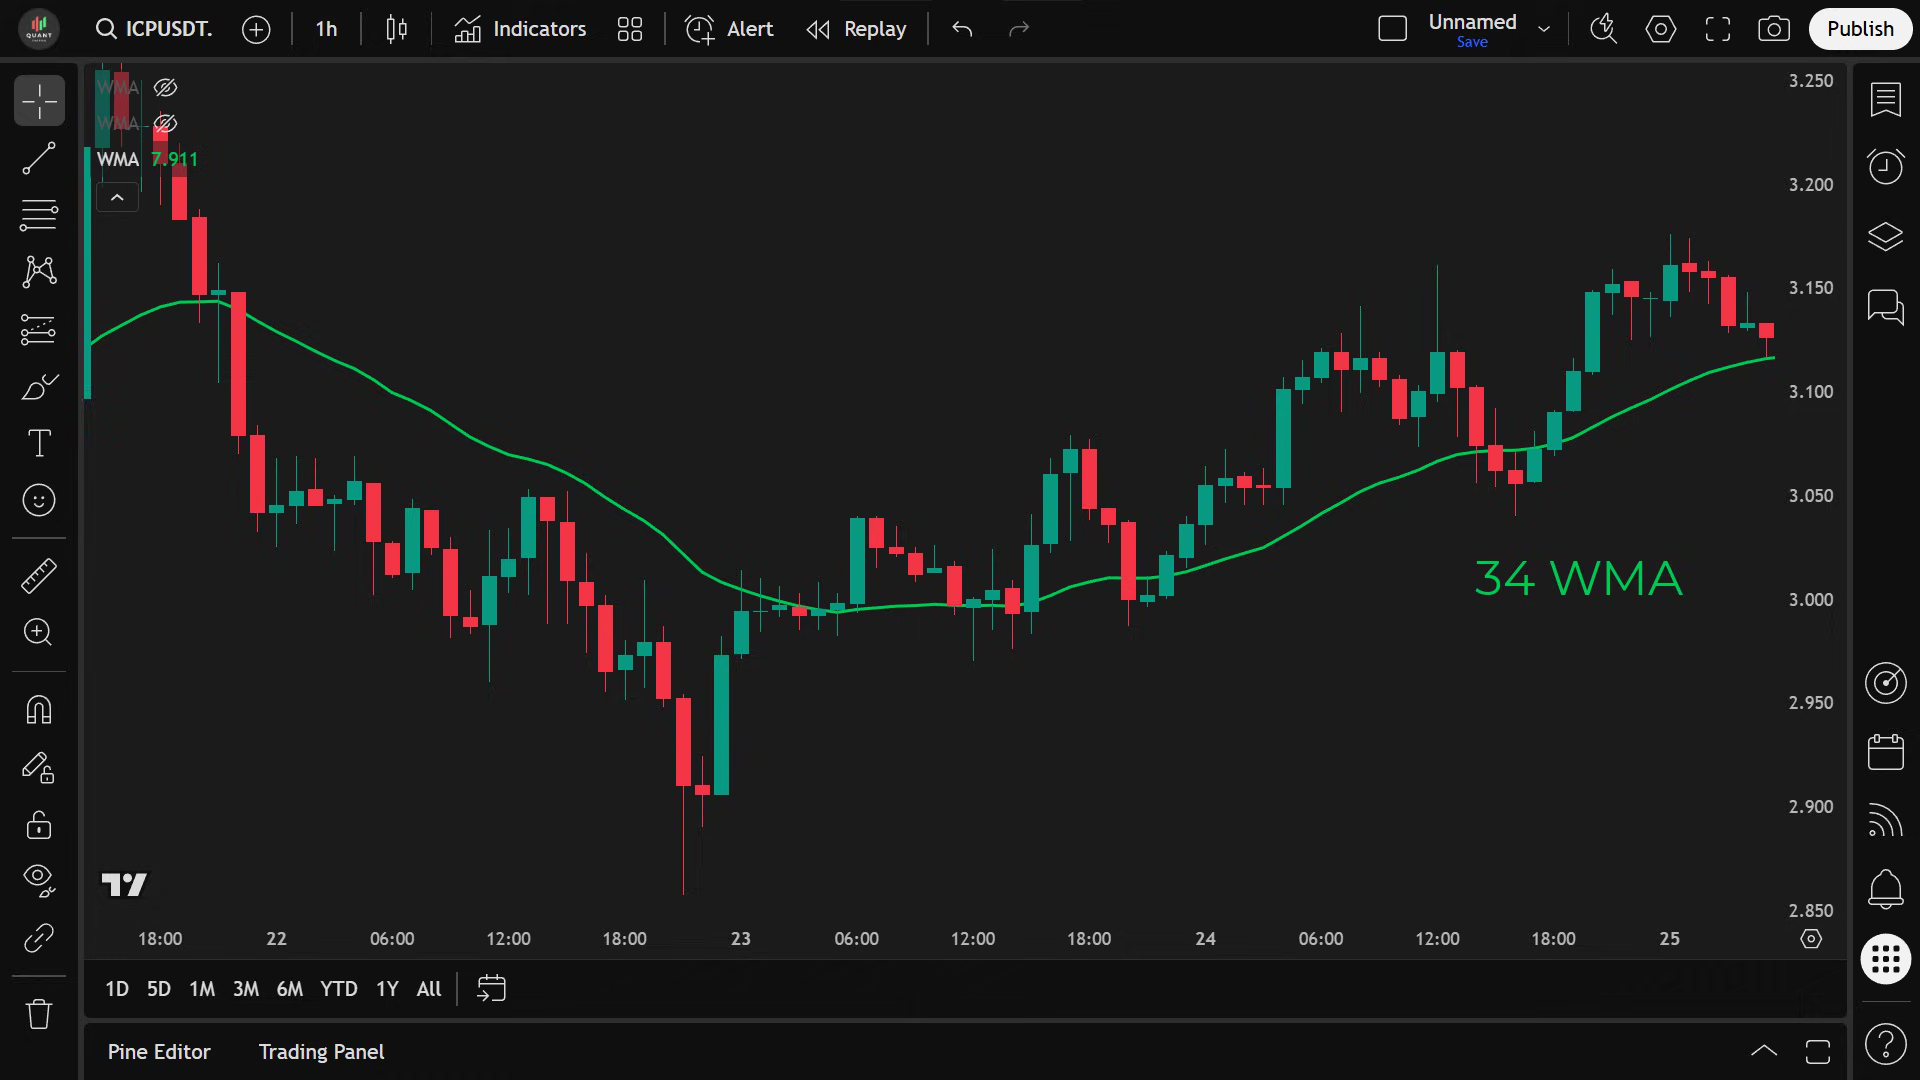 QUANT
ICPUSDT.
1h
Indicators
Alert
Replay
Unnamed
Save
Publish
WMA
WMA
WMA 7.911
3.250
3.200
3.150
3.100
3.050
3.000
2.950
2.900
2.850
34 WMA
18:00 22 06:00 12:00 18:00 23 06:00 12:00 18:00 24 06:00 12:00 18:00 25
1D 5D 1M 3M 6M YTD 1Y All
Pine Editor Trading Panel